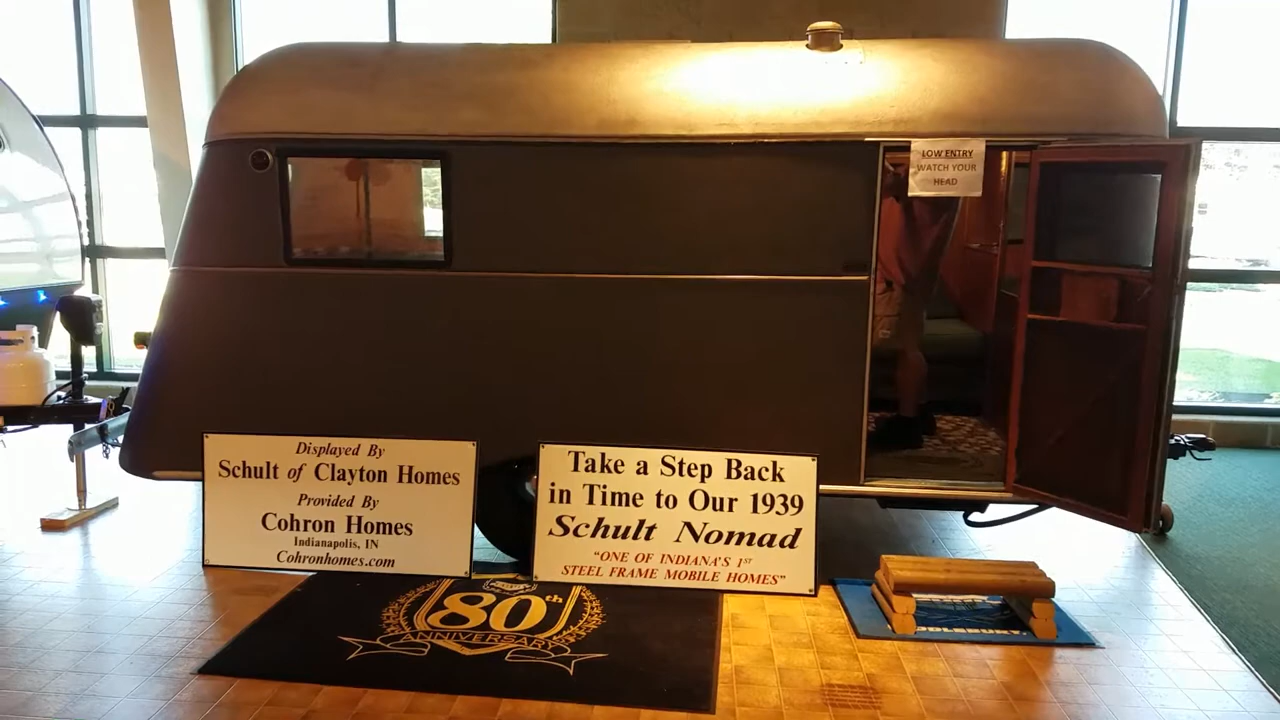 LOW ENTRY
WATCH YOUR
HEAD
Displayed By
Schult of Clayton Homes
Provided By
Cohron Homes
Indianapolis, IN
Cohronhomes.com
Take a Step Back
in Time to Our 1939
Schult Nomad
"ONE OF INDIANA'S 1ST
STEEL FRAME MOBILE HOMES"
80th
ANNIVERSARY